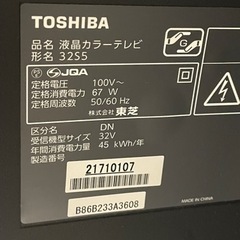 TOSHIBA
品名 液晶カラーテレビ
形名 32S5
JQA
定格電圧 : 100V~
定格消費電力 : 67 W
定格周波数 : 50/60 Hz
株式会社 東芝
区分 : DN
受信機型サイズ : 32V
年間消費電力量 : 45 kWh/年
製造番号 :
21710107
B86B233A3608
MADE IN CHINA